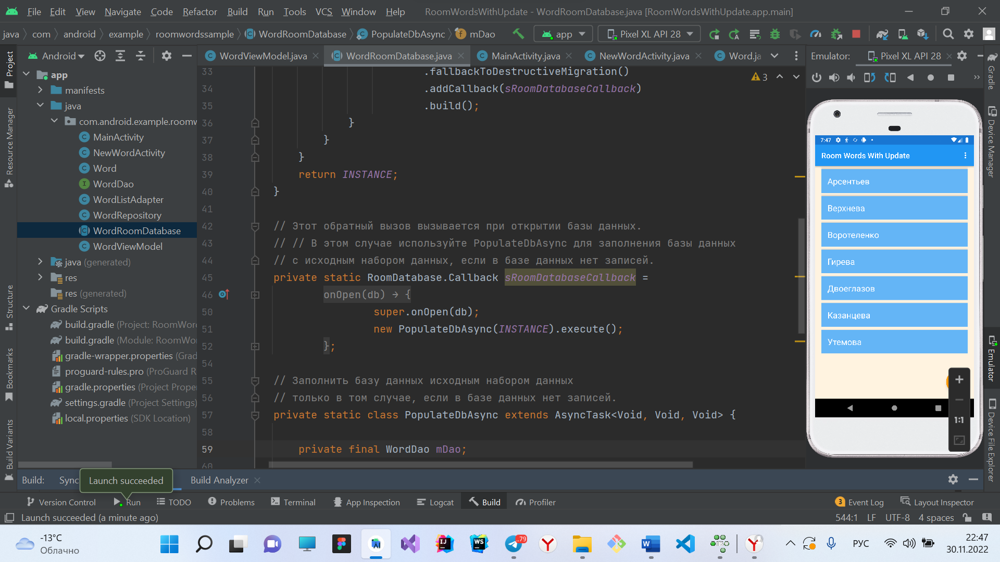 File Edit View Navigate Code Refactor Build Run Tools VCS Window Help RoomWordsWithUpdate - WordRoomDatabase.java [RoomWordsWithUpdate.app.main]
java com android example roomwordssample WordRoomDatabase PopulateDbAsync mDao app Pixel XL API 28
Android WordViewModel.java WordRoomDatabase.java MainActivity.java NewWordActivity.java Word.ja Emulator: Pixel XL API 28
Project
Resource Manager
Structure
Bookmarks
Build Variants
app
manifests
java
com.android.example.roomw
MainActivity
NewWordActivity
Word
WordDao
WordListAdapter
WordRepository
WordRoomDatabase
WordViewModel
java (generated)
res
res (generated)
Gradle Scripts
build.gradle (Project: RoomWor
build.gradle (Module: RoomWo
gradle-wrapper.properties (Grad
proguard-rules.pro (ProGuard R
gradle.properties (Project Prope
settings.gradle (Project Settings)
local.properties (SDK Location)
3
33 .fallbackToDestructiveMigration()
34 .addCallback(sRoomDatabaseCallback)
35 .build();
36 }
37 }
38 }
39 return INSTANCE;
40 }
41
42 // Этот обратный вызов вызывается при открытии базы данных.
43 // // В этом случае используйте PopulateDbAsync для заполнения базы данных
44 // с исходным набором данных, если в базе данных нет записей.
45 private static RoomDatabase.Callback sRoomDatabaseCallback =
46 onOpen(db) → {
50 super.onOpen(db);
51 new PopulateDbAsync(INSTANCE).execute();
52 };
54
55 // Заполнить базу данных исходным набором данных
56 // только в том случае, если в базе данных нет записей.
57 private static class PopulateDbAsync extends AsyncTask<Void, Void, Void> {
58
59 private final WordDao mDao;
60
7:47
Room Words With Update
Арсентьев
Верхнева
Воротеленко
Гирева
Двоеглазов
Казанцева
Утемова
1:1
Gradle
Device Manager
Emulator
Device File Explorer
Build: Sync Build Analyzer
Launch succeeded
Version Control Run TODO Problems Terminal App Inspection Logcat Build Profiler 3 Event Log Layout Inspector
Launch succeeded (a minute ago) 544:1 LF UTF-8 4 spaces
-13°C
Облачно
IJ
WS
..79
W
РУС
22:47
30.11.2022